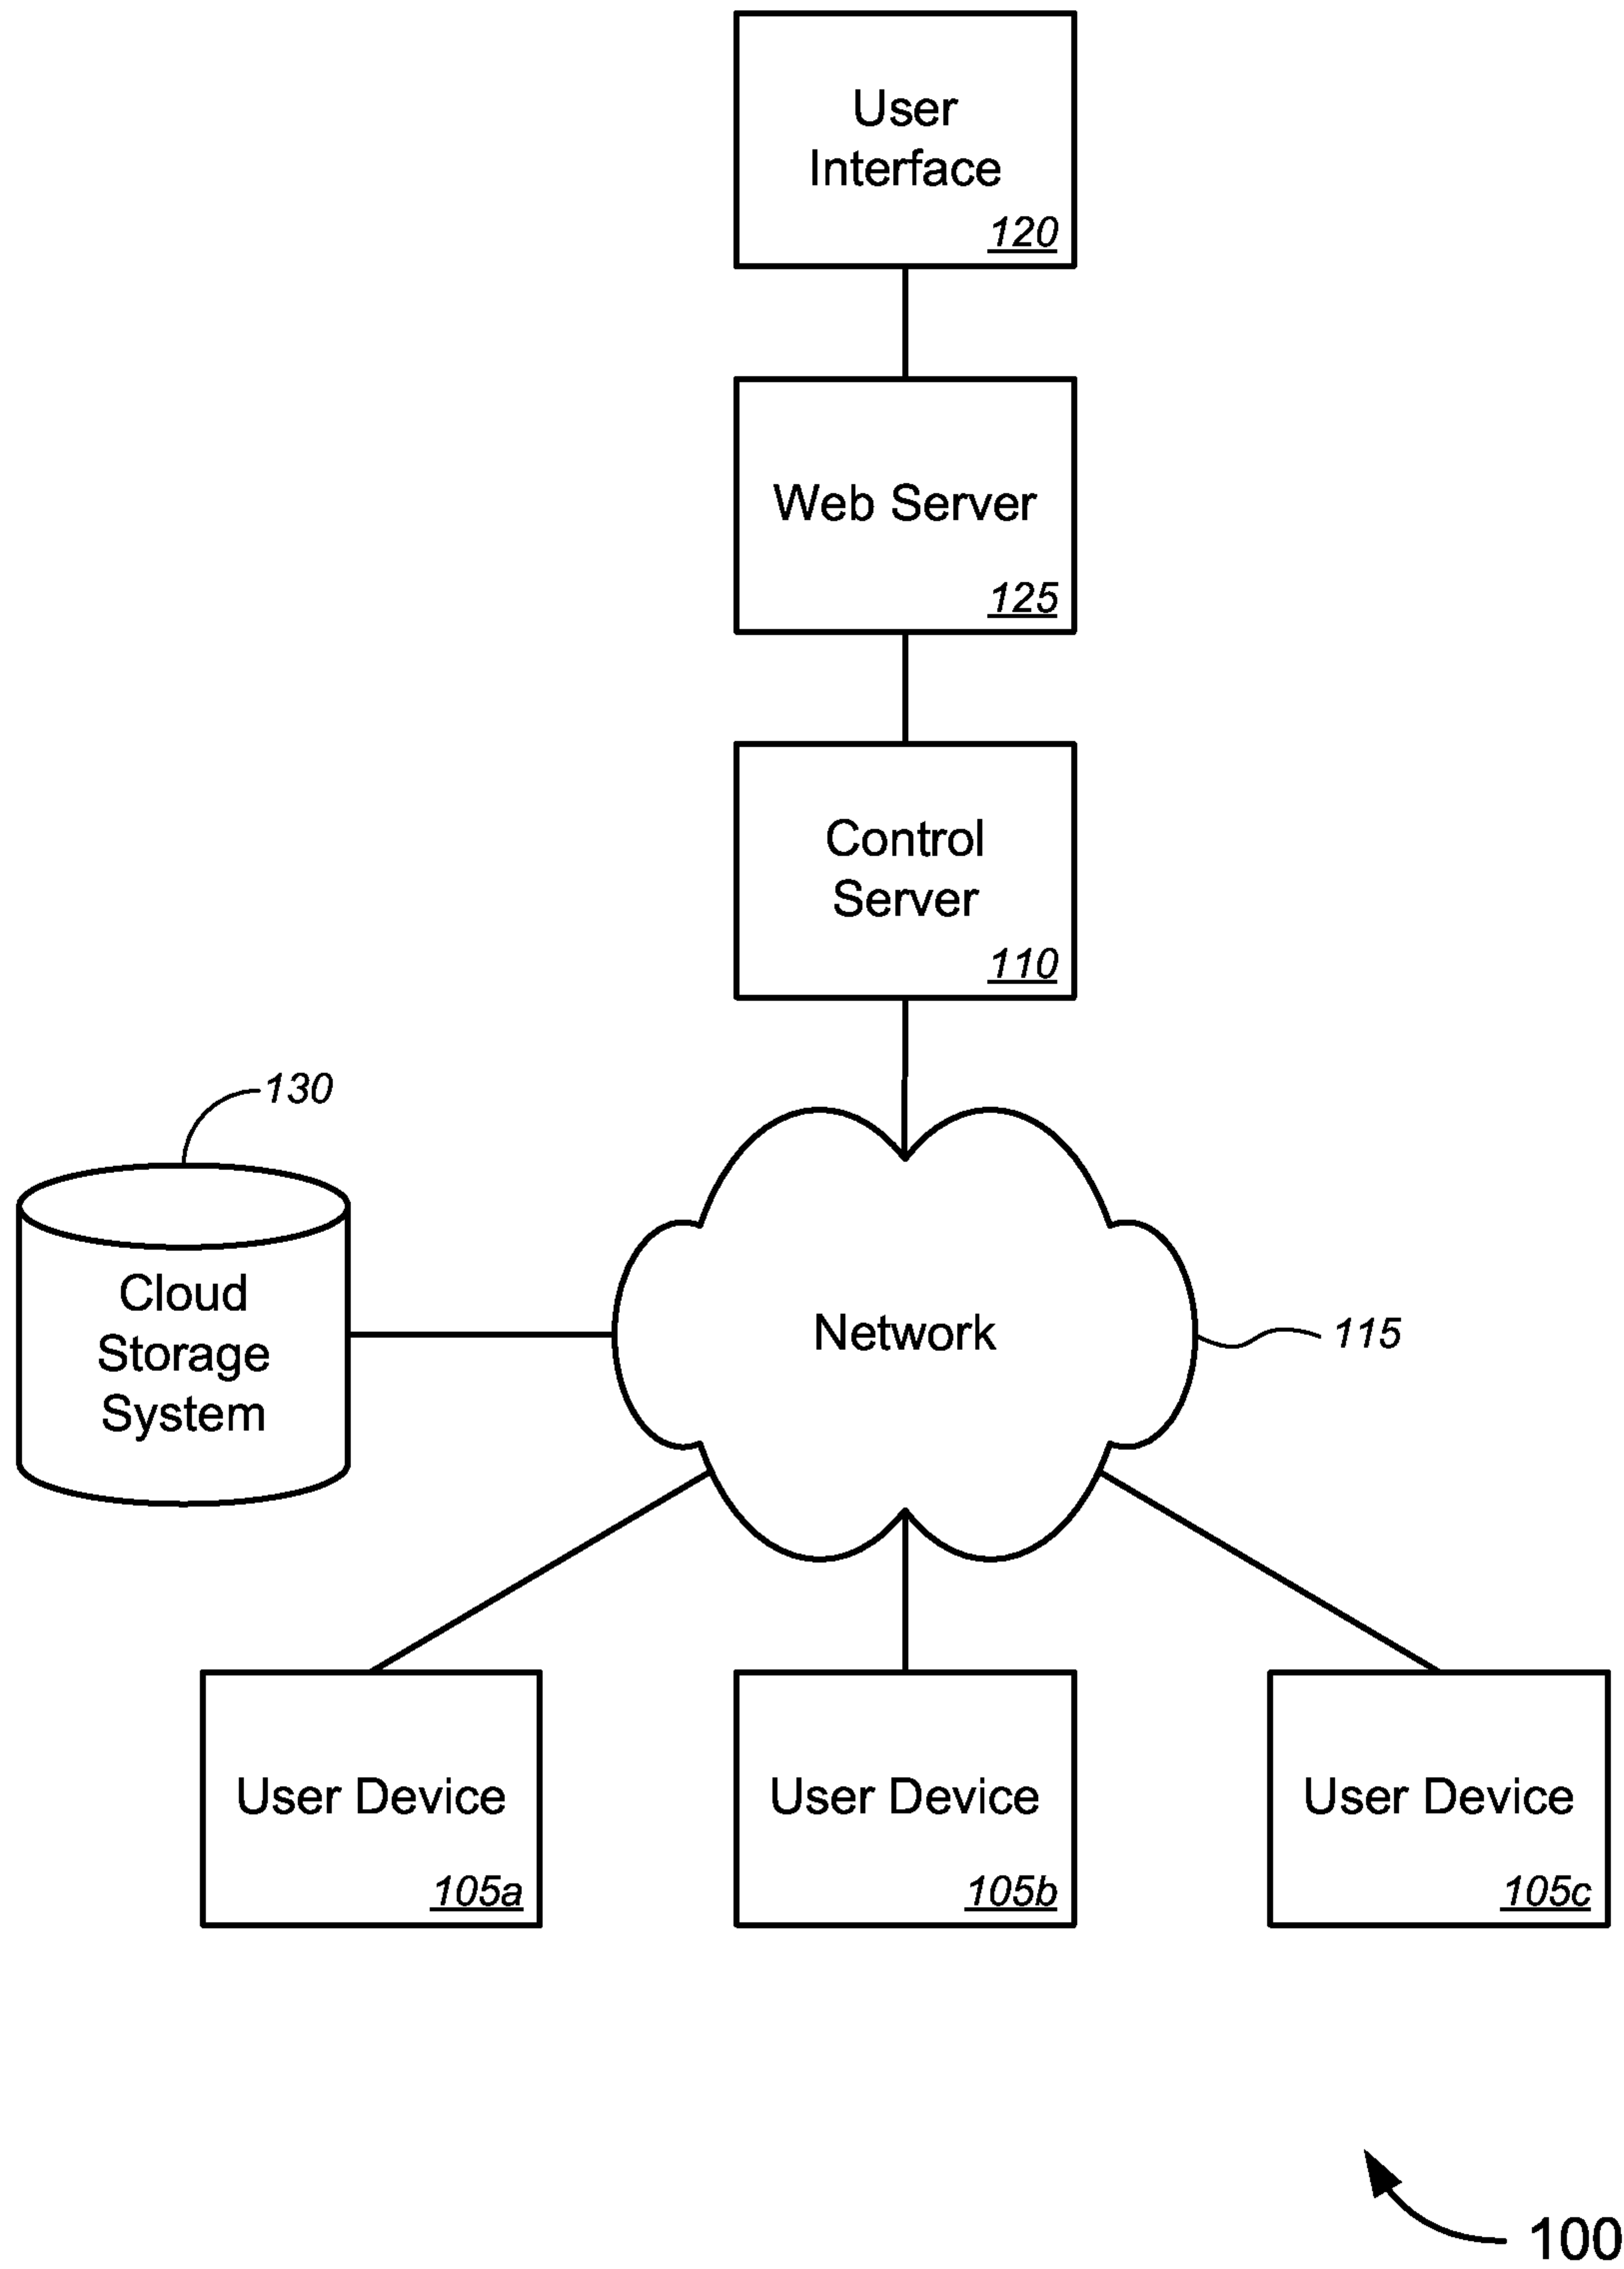 User
Interface
120
Web Server
125
Control
Server
110
130
Cloud
Storage
System
Network
115
User Device
105a
User Device
105b
User Device
105c
100